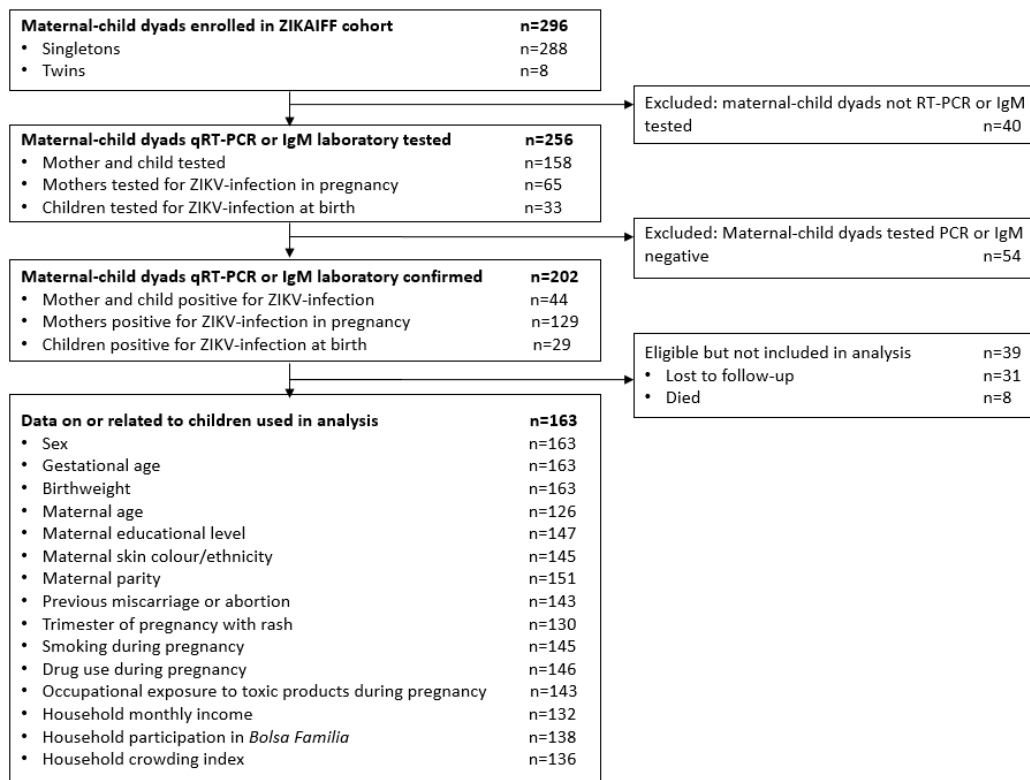 Maternal-child dyads enrolled in ZIKAIFF cohort n=296
• Singletons n=288
• Twins n=8
Excluded: maternal-child dyads not RT-PCR or IgM
tested n=40
Maternal-child dyads qRT-PCR or IgM laboratory tested n=256
• Mother and child tested n=158
• Mothers tested for ZIKV-infection in pregnancy n=65
• Children tested for ZIKV-infection at birth n=33
Excluded: Maternal-child dyads tested PCR or IgM
negative n=54
Maternal-child dyads qRT-PCR or IgM laboratory confirmed n=202
• Mother and child positive for ZIKV-infection n=44
• Mothers positive for ZIKV-infection in pregnancy n=129
• Children positive for ZIKV-infection at birth n=29
Eligible but not included in analysis n=39
• Lost to follow-up n=31
• Died n=8
Data on or related to children used in analysis n=163
• Sex n=163
• Gestational age n=163
• Birthweight n=163
• Maternal age n=126
• Maternal educational level n=147
• Maternal skin colour/ethnicity n=145
• Maternal parity n=151
• Previous miscarriage or abortion n=143
• Trimester of pregnancy with rash n=130
• Smoking during pregnancy n=145
• Drug use during pregnancy n=146
• Occupational exposure to toxic products during pregnancy n=143
• Household monthly income n=132
• Household participation in Bolsa Familia n=138
• Household crowding index n=136